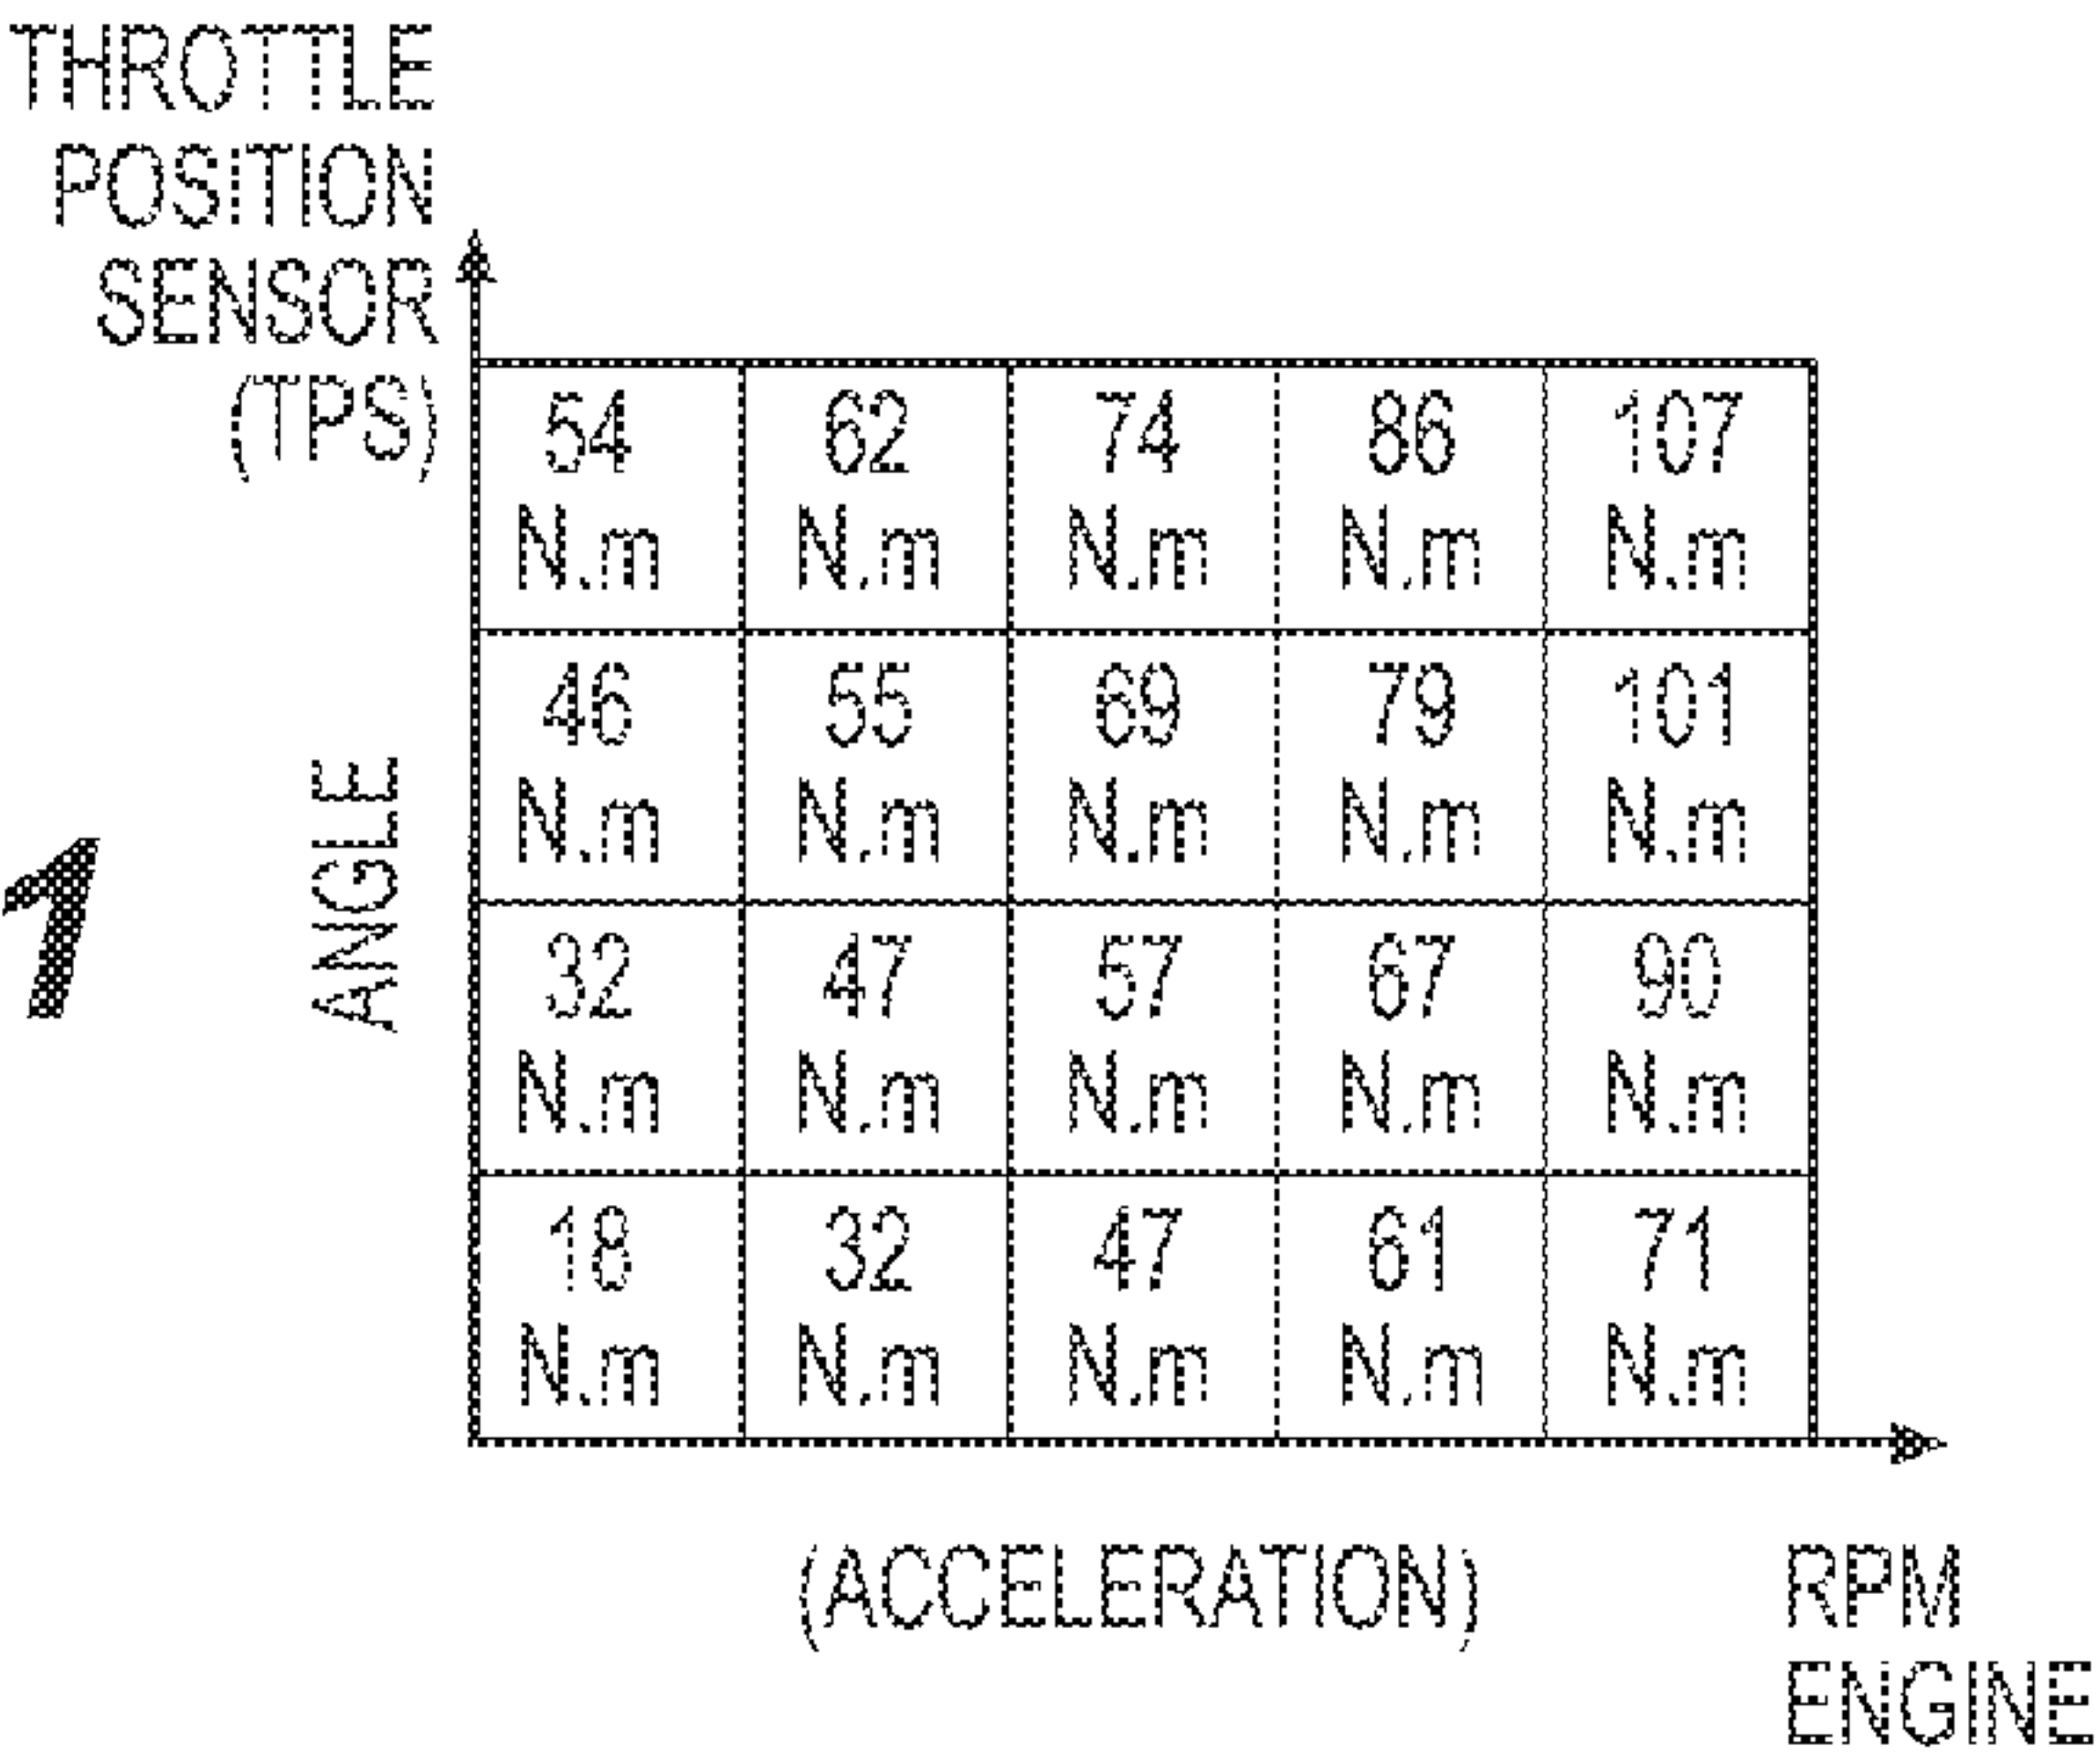 THROTTLE
POSITION
SENSOR
(TPS)
54 62 74 86 107
N.m N.m N.m N.m N.m
46 55 69 79 101
N.m N.m N.m N.m N.m
ANGLE
1
32 47 57 67 90
N.m N.m N.m N.m N.m
18 32 47 61 71
N.m N.m N.m N.m N.m
(ACCELERATION) RPM
ENGINE